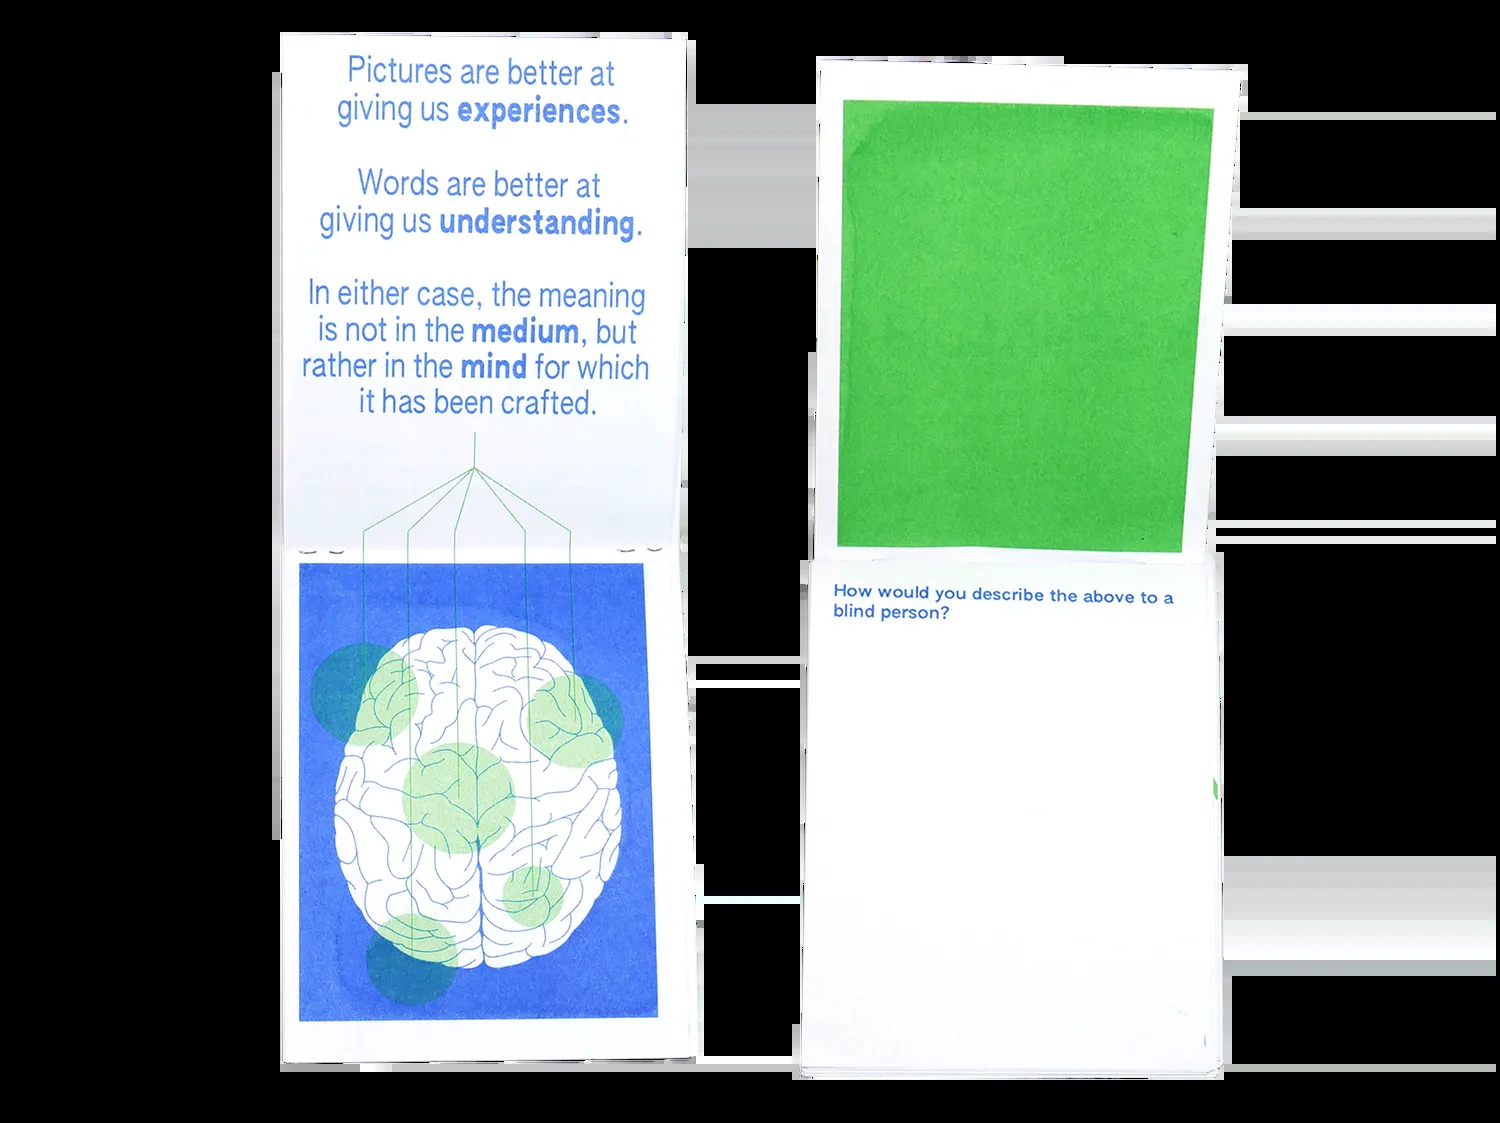 Pictures are better at
giving us experiences.
Words are better at
giving us understanding.
In either case, the meaning
is not in the medium, but
rather in the mind for which
it has been crafted.
How would you describe the above to a
blind person?